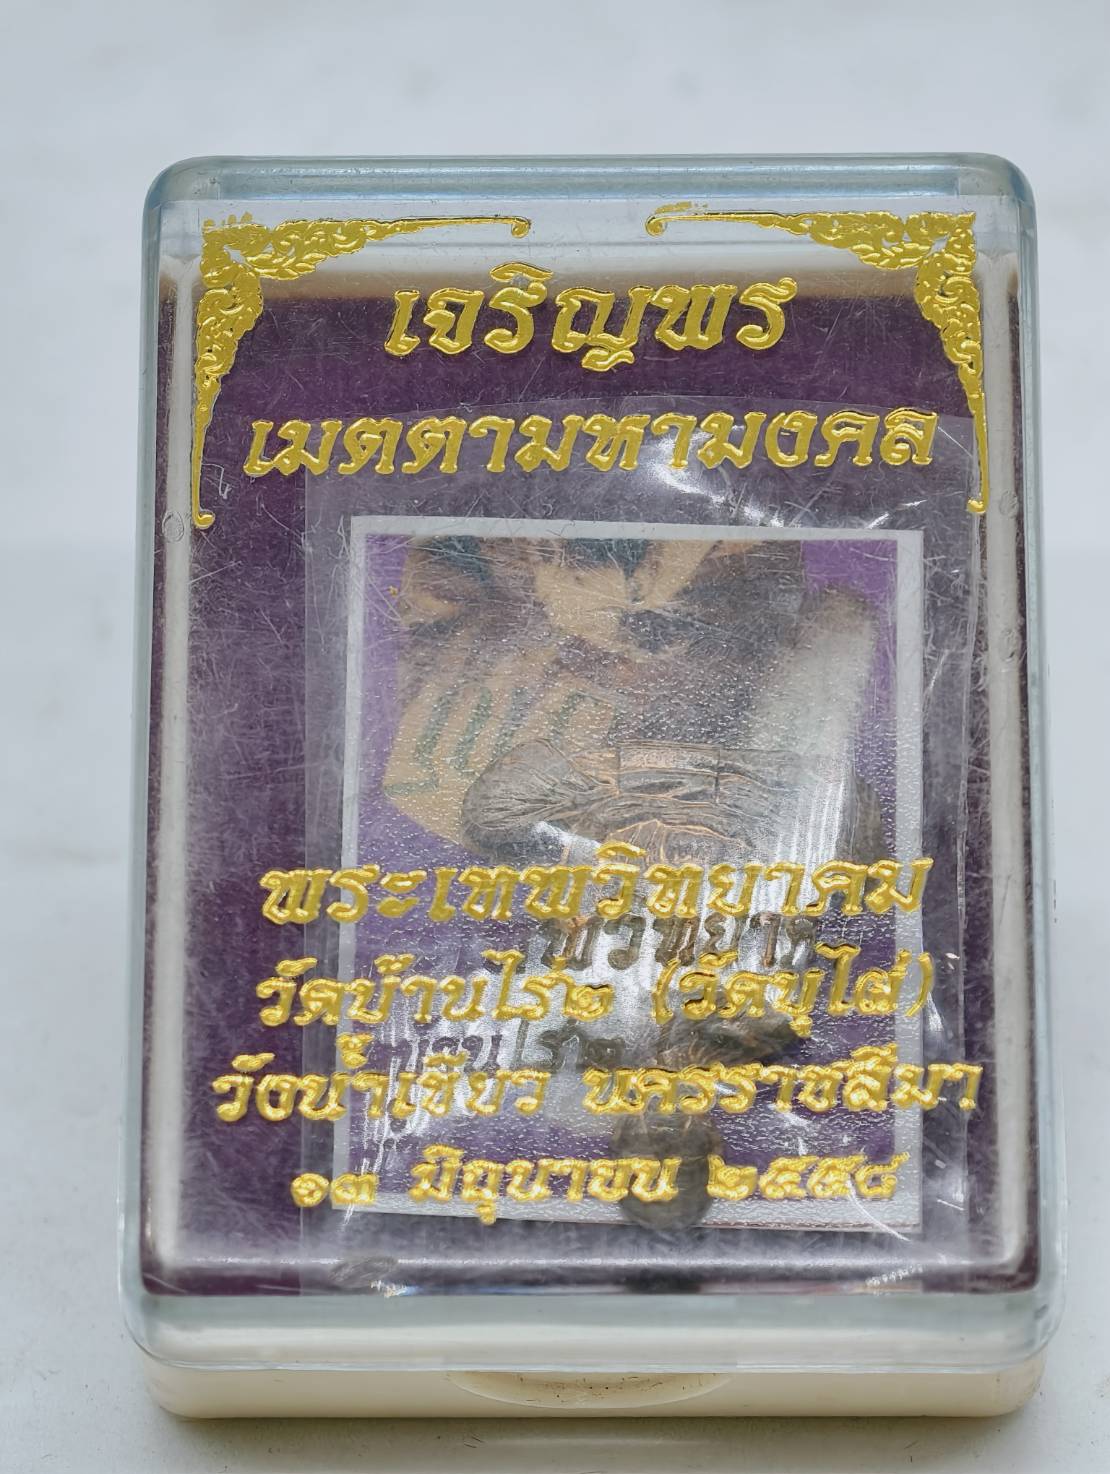 เจริญพร
เมตตามหามงคล
พระเทพวิทยาคม
วัดบ้านไร่๒ (วัดบุไผ่)
วังน้ำเขียว นครราชสีมา
๑๓ มิถุนายน ๒๕๕๘